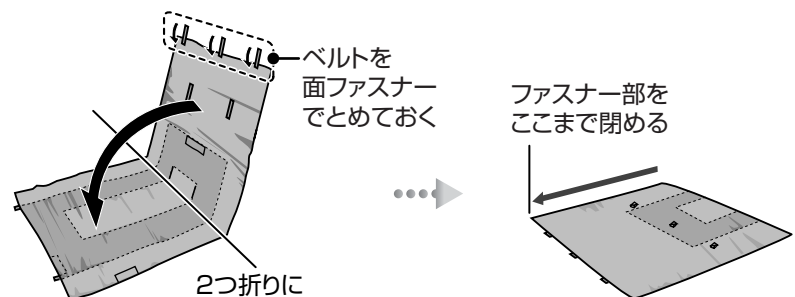 ベルトを
面ファスナー
でとめておく
2つ折りに
ファスナー部を
ここまで閉める